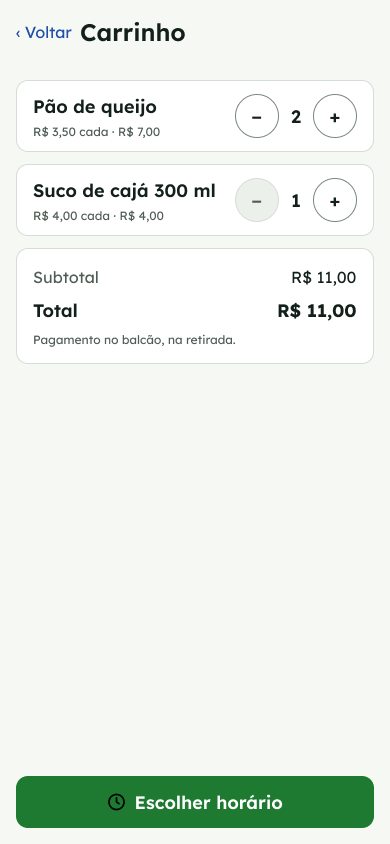 ‹ Voltar Carrinho
Pão de queijo
R$ 3,50 cada · R$ 7,00
− 2 +
Suco de cajá 300 ml
R$ 4,00 cada · R$ 4,00
− 1 +
Subtotal R$ 11,00
Total R$ 11,00
Pagamento no balcão, na retirada.
Escolher horário